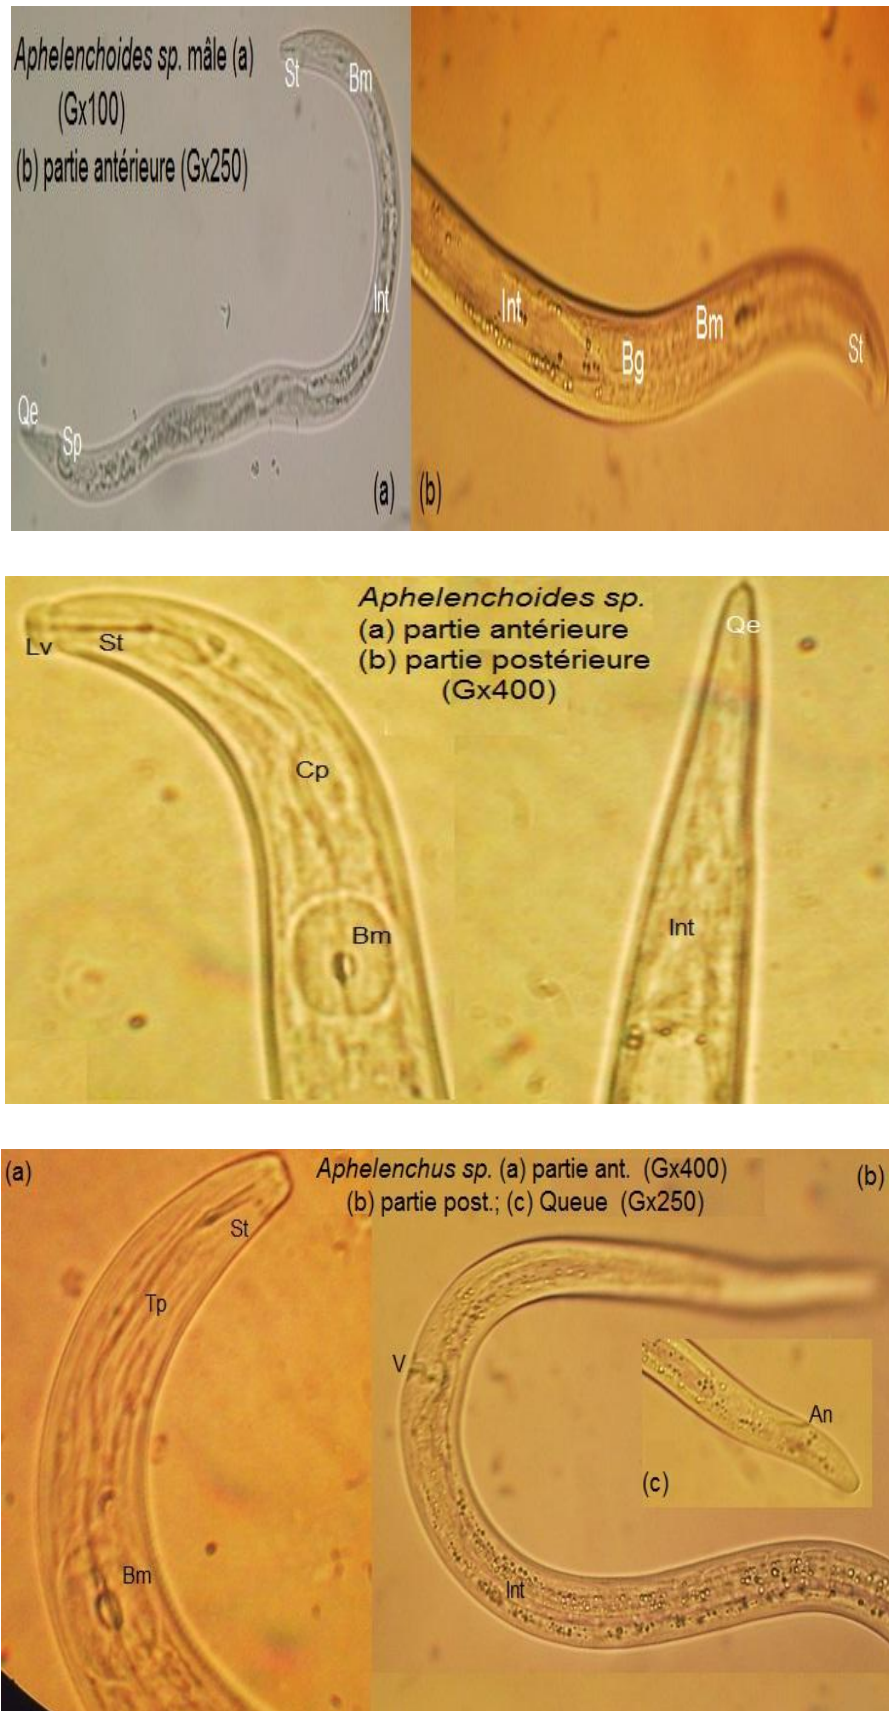 Aphelenchoides sp. mâle (a)
(Gx100)
(b) partie antérieure (Gx250)
St
Bm
Int
Qe
Sp
(a)
Int
Bg
Bm
St
(b)
Aphelenchoides sp.
(a) partie antérieure
(b) partie postérieure
(Gx400)
Lv
St
Cp
Bm
Qe
Int
(a)
Aphelenchus sp. (a) partie ant. (Gx400)
(b) partie post.; (c) Queue (Gx250)
(b)
St
Tp
Bm
V
An
(c)
Int